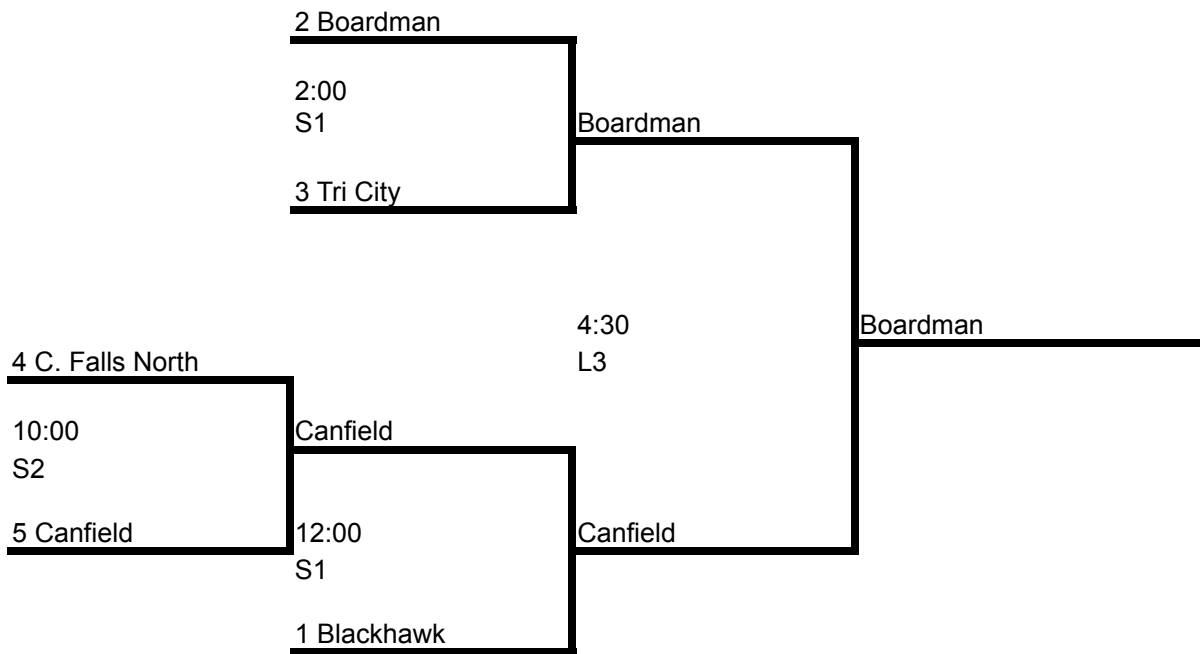 2 Boardman
2:00
S1
Boardman
3 Tri City
4:30
L3
Boardman
4 C. Falls North
10:00
S2
Canfield
5 Canfield
12:00
S1
Canfield
1 Blackhawk